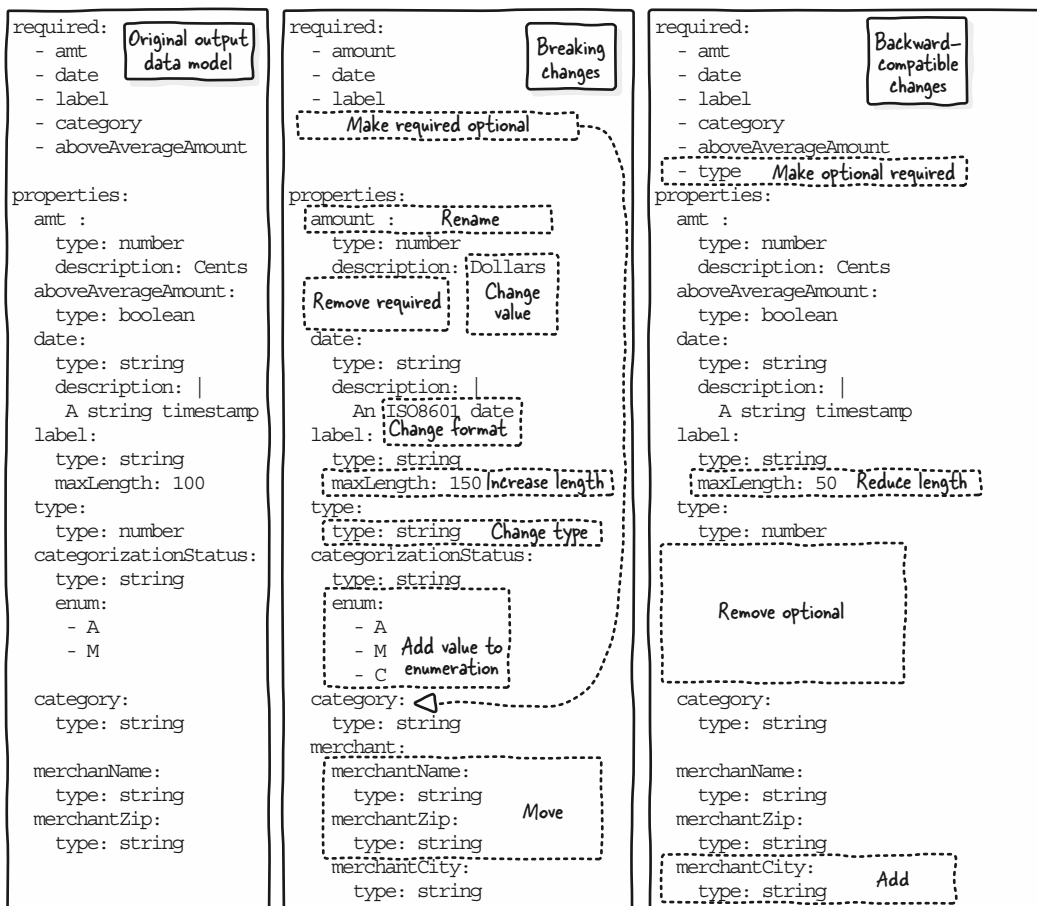 required:
- amt
- date
- label
- category
- aboveAverageAmount
Original output
data model
properties:
amt :
type: number
description: Cents
aboveAverageAmount:
type: boolean
date:
type: string
description: |
A string timestamp
label:
type: string
maxLength: 100
type:
type: number
categorizationStatus:
type: string
enum:
- A
- M
category:
type: string
merchanName:
type: string
merchantZip:
type: string
required:
- amount
- date
- label
Breaking
changes
Make required optional
properties:
amount : Rename
type: number
description: Dollars
Change
value
Remove required
date:
type: string
description: |
An ISO8601 date
Change format
label:
type: string
maxLength: 150 Increase length
type:
type: string Change type
categorizationStatus:
type: string
enum:
- A
- M
- C
Add value to
enumeration
category:
type: string
merchant:
merchantName:
type: string
merchantZip:
type: string
Move
merchantCity:
type: string
required:
- amt
- date
- label
- category
- aboveAverageAmount
- type Make optional required
Backward-
compatible
changes
properties:
amt :
type: number
description: Cents
aboveAverageAmount:
type: boolean
date:
type: string
description: |
A string timestamp
label:
type: string
maxLength: 50 Reduce length
type:
type: number
Remove optional
category:
type: string
merchanName:
type: string
merchantZip:
type: string
merchantCity:
type: string
Add